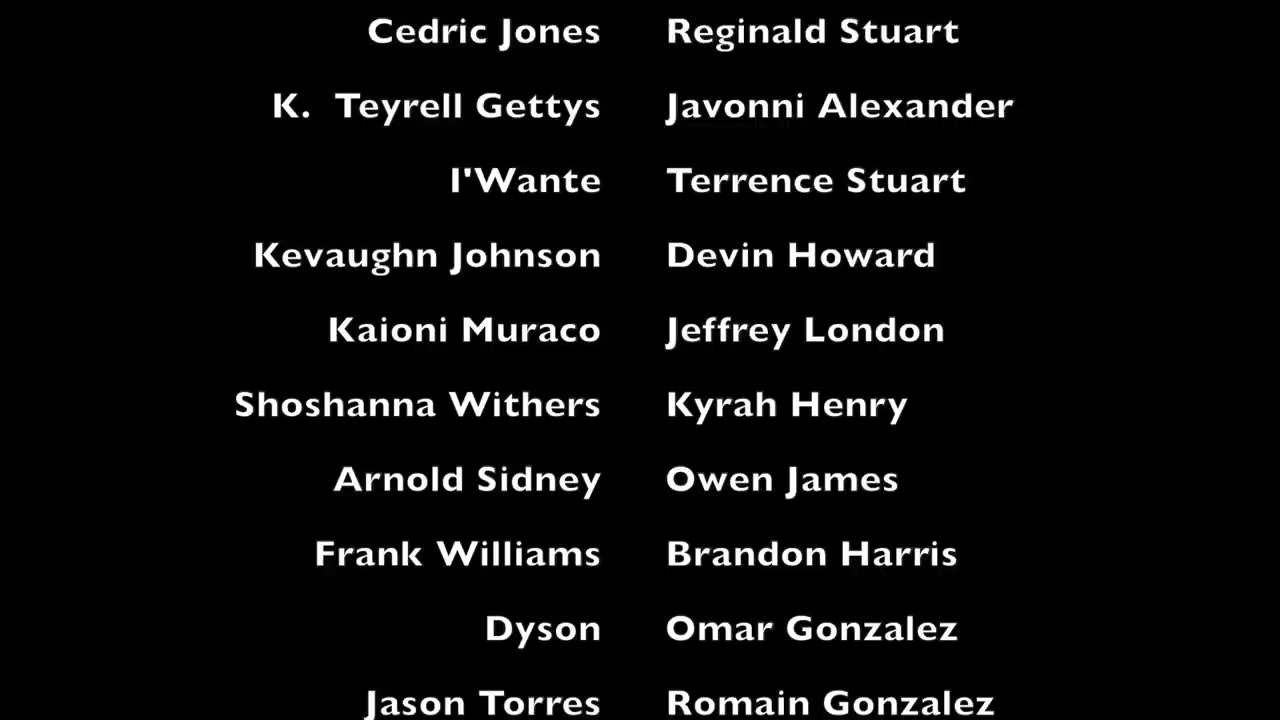 Cedric Jones Reginald Stuart
K. Teyrell Gettys Javonni Alexander
I'Wante Terrence Stuart
Kevaughn Johnson Devin Howard
Kaioni Muraco Jeffrey London
Shoshanna Withers Kyrah Henry
Arnold Sidney Owen James
Frank Williams Brandon Harris
Dyson Omar Gonzalez
Jason Torres Romain Gonzalez